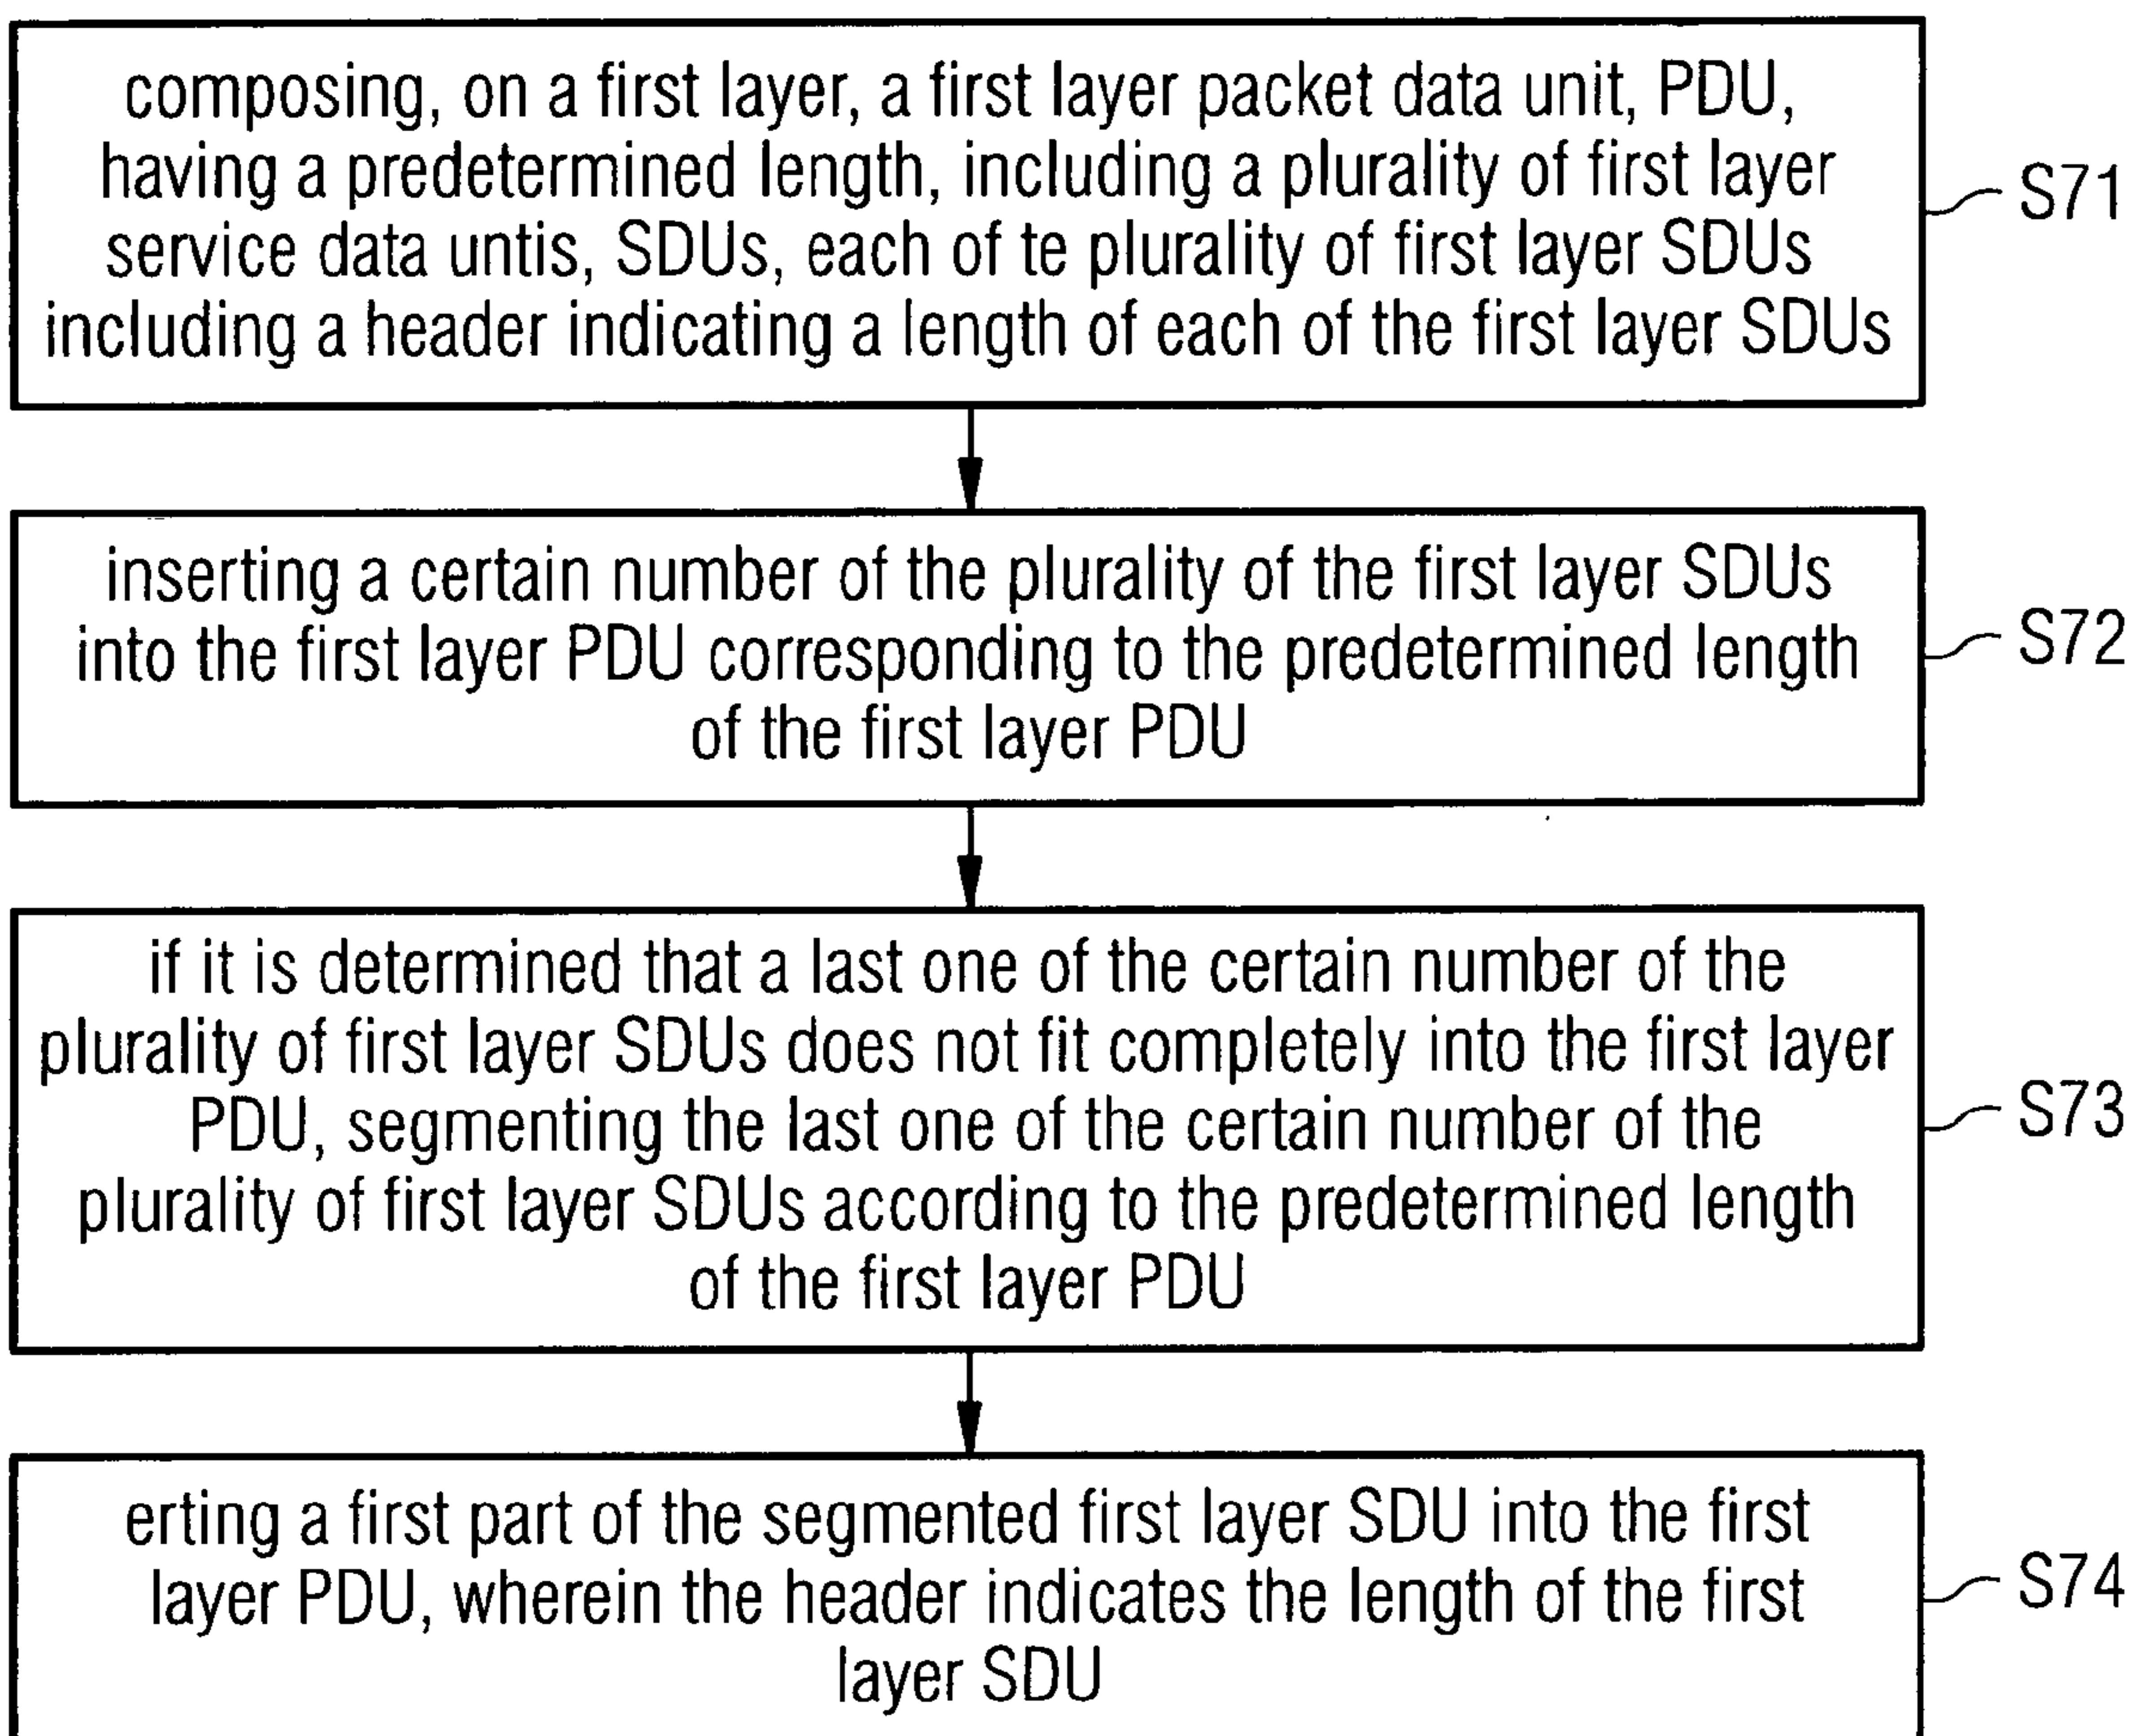 composing, on a first layer, a first layer packet data unit, PDU,
having a predetermined length, including a plurality of first layer
service data untis, SDUs, each of te plurality of first layer SDUs
including a header indicating a length of each of the first layer SDUs
S71
inserting a certain number of the plurality of the first layer SDUs
into the first layer PDU corresponding to the predetermined length
of the first layer PDU
S72
if it is determined that a last one of the certain number of the
plurality of first layer SDUs does not fit completely into the first layer
PDU, segmenting the last one of the certain number of the
plurality of first layer SDUs according to the predetermined length
of the first layer PDU
S73
erting a first part of the segmented first layer SDU into the first
layer PDU, wherein the header indicates the length of the first
layer SDU
S74